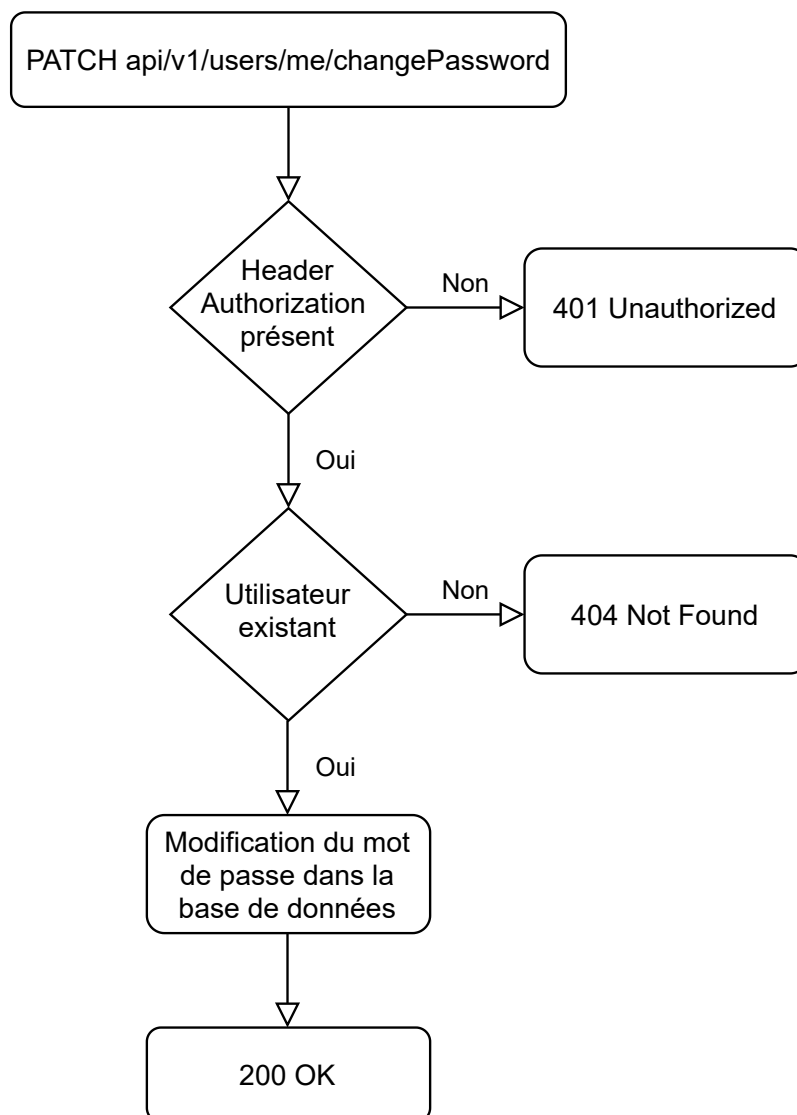 PATCH api/v1/users/me/changePassword
Header
Authorization
présent
Non
401 Unauthorized
Oui
Utilisateur
existant
Non
404 Not Found
Oui
Modification du mot
de passe dans la
base de données
200 OK